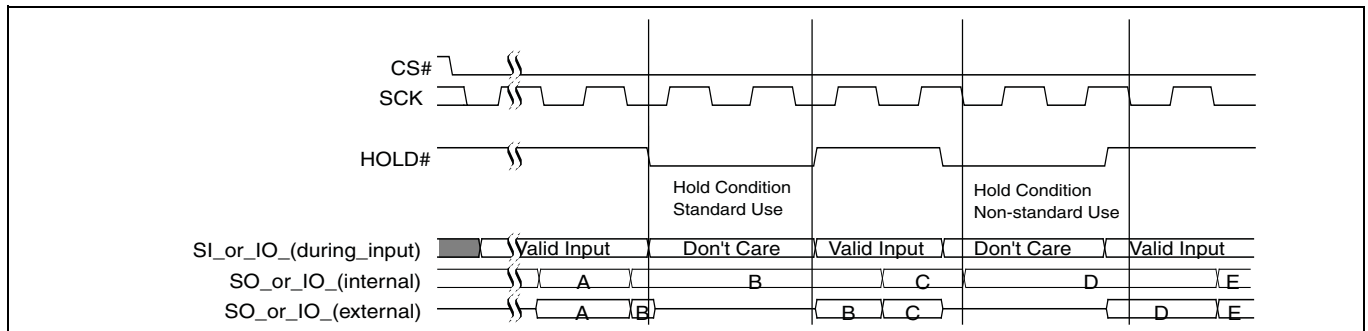 CS#
SCK
HOLD#
Hold Condition
Standard Use
Hold Condition
Non-standard Use
SI_or_IO_(during_input) Valid Input Don't Care Valid Input Don't Care Valid Input
SO_or_IO_(internal) A B C D E
SO_or_IO_(external) A B B C D E